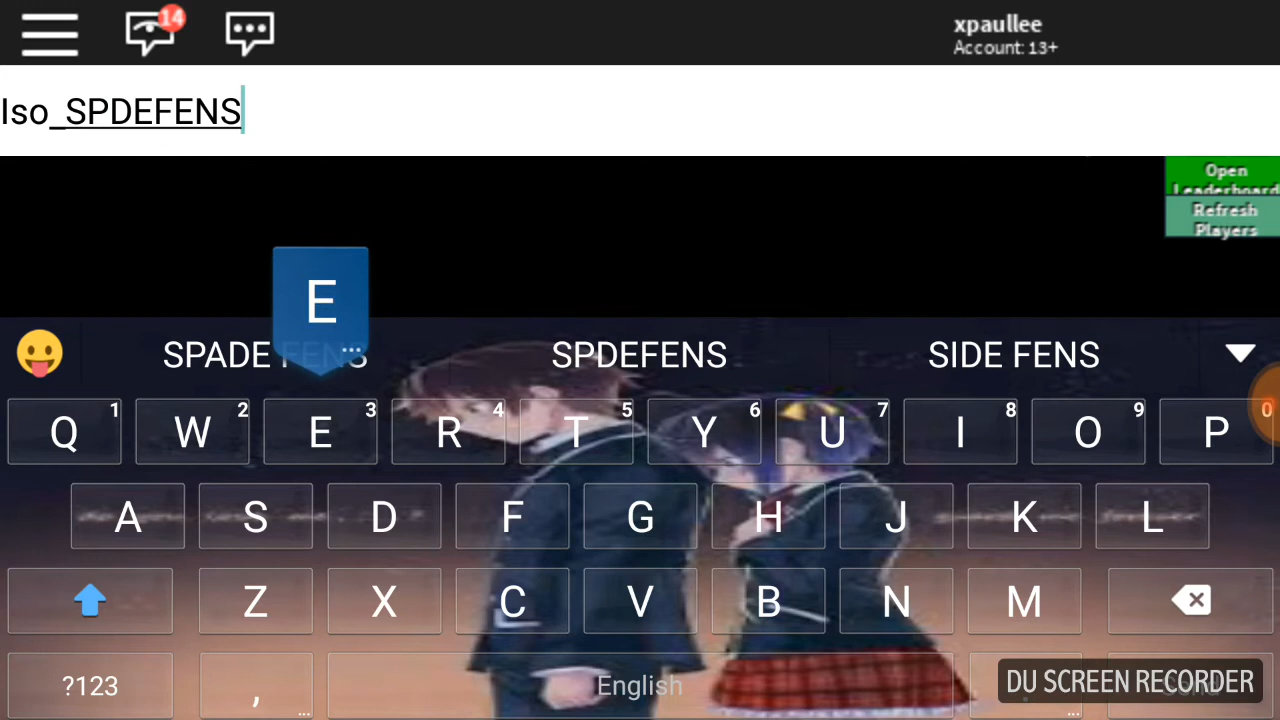 14
xpaullee
Account: 13+
Iso_SPDEFENS
Open
Leaderboard
Refresh
Players
E
...
SPADE FENS
SPDEFENS
SIDE FENS
Q 1 W 2 E 3 R 4 T 5 Y 6 U 7 I 8 O 9 P 0
A S D F G H J K L
Z X C V B N M
?123 , ... English ...
DU SCREEN RECORDER